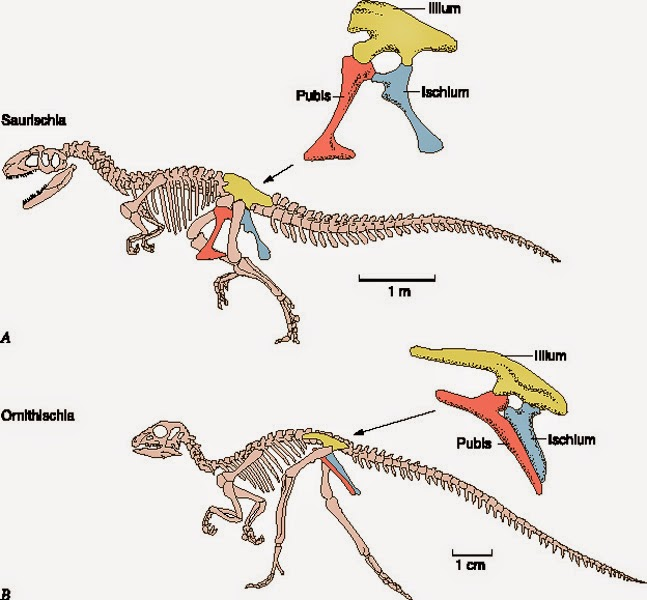 Illium
Pubis
Ischium
Saurischia
1 m
A
Illium
Ornithischia
Pubis
Ischium
1 cm
B